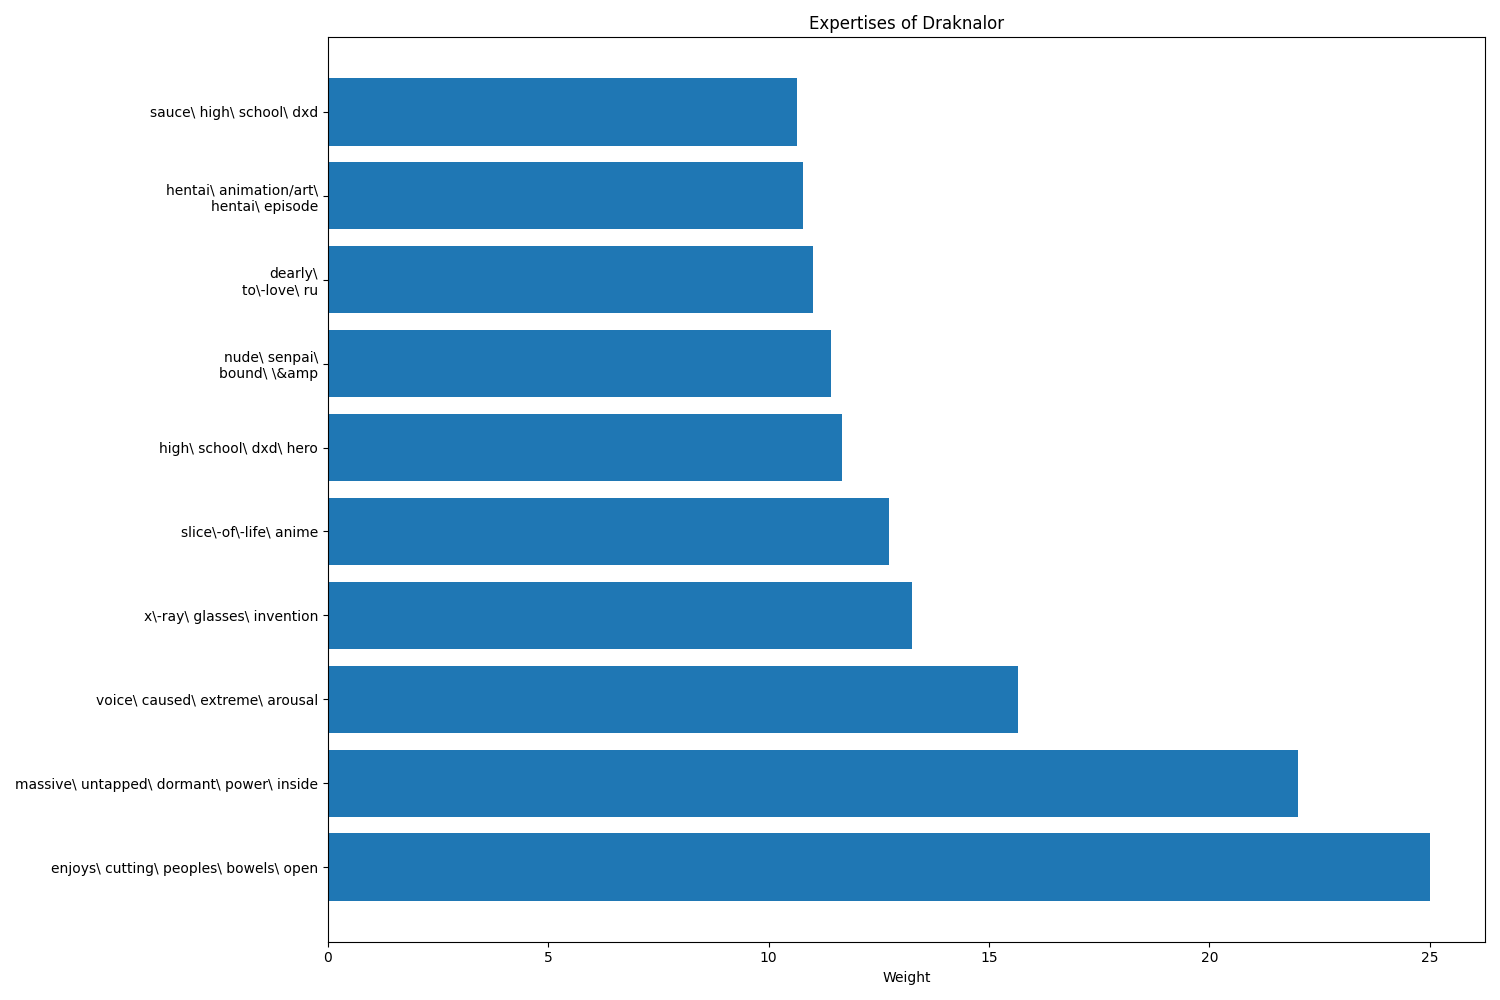 Expertises of Draknalor
sauce\ high\ school\ dxd
hentai\ animation/art\
hentai\ episode
dearly\
to\-love\ ru
nude\ senpai\
bound\ \&amp
high\ school\ dxd\ hero
slice\-of\-life\ anime
x\-ray\ glasses\ invention
voice\ caused\ extreme\ arousal
massive\ untapped\ dormant\ power\ inside
enjoys\ cutting\ peoples\ bowels\ open
0 5 10 15 20 25
Weight